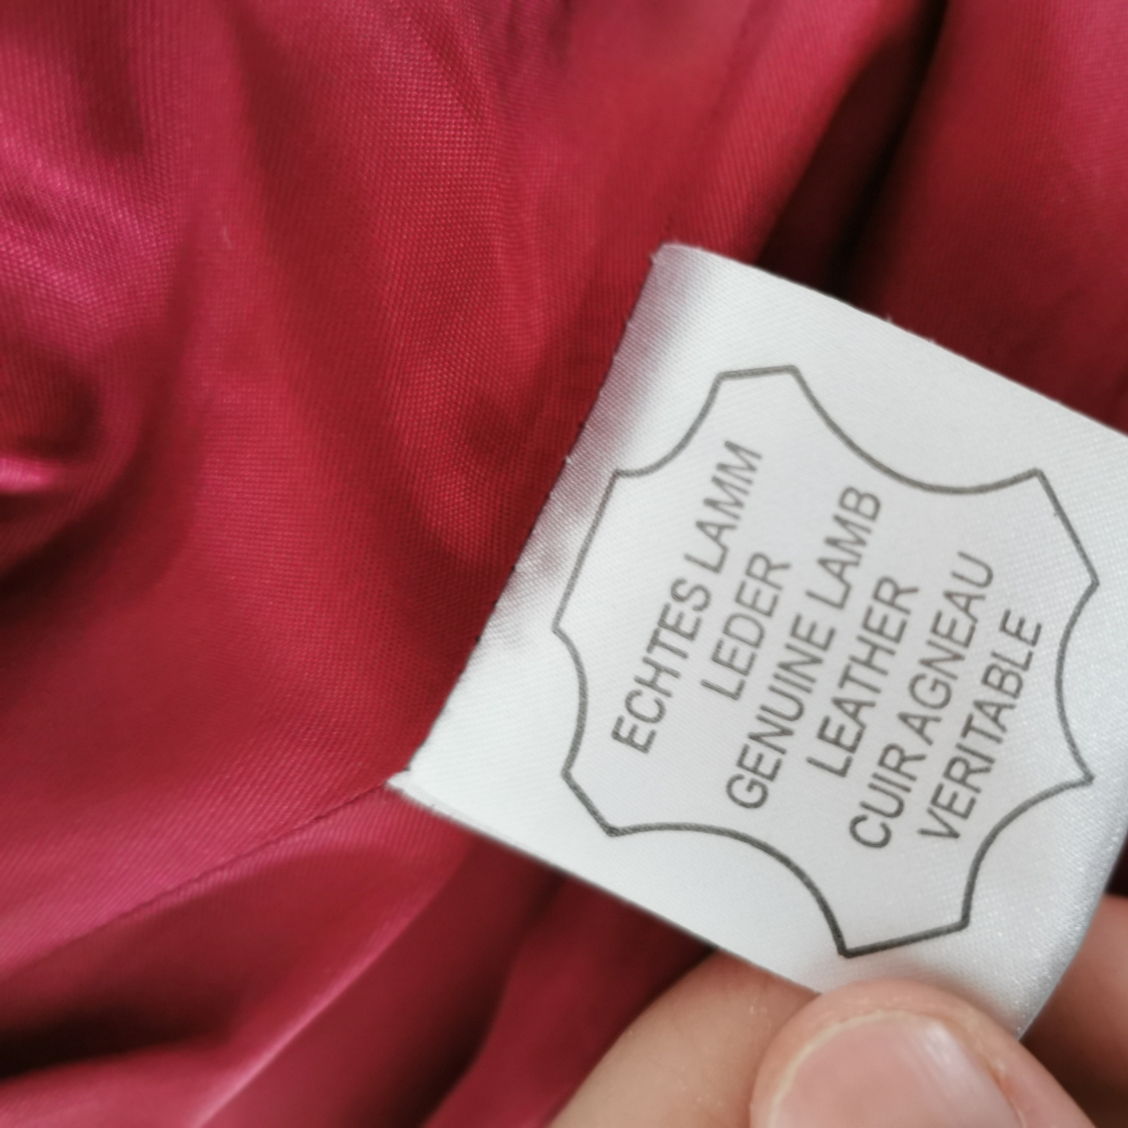 ECHTES LAMM
LEDER
GENUINE LAMB
LEATHER
CUIR AGNEAU
VERITABLE